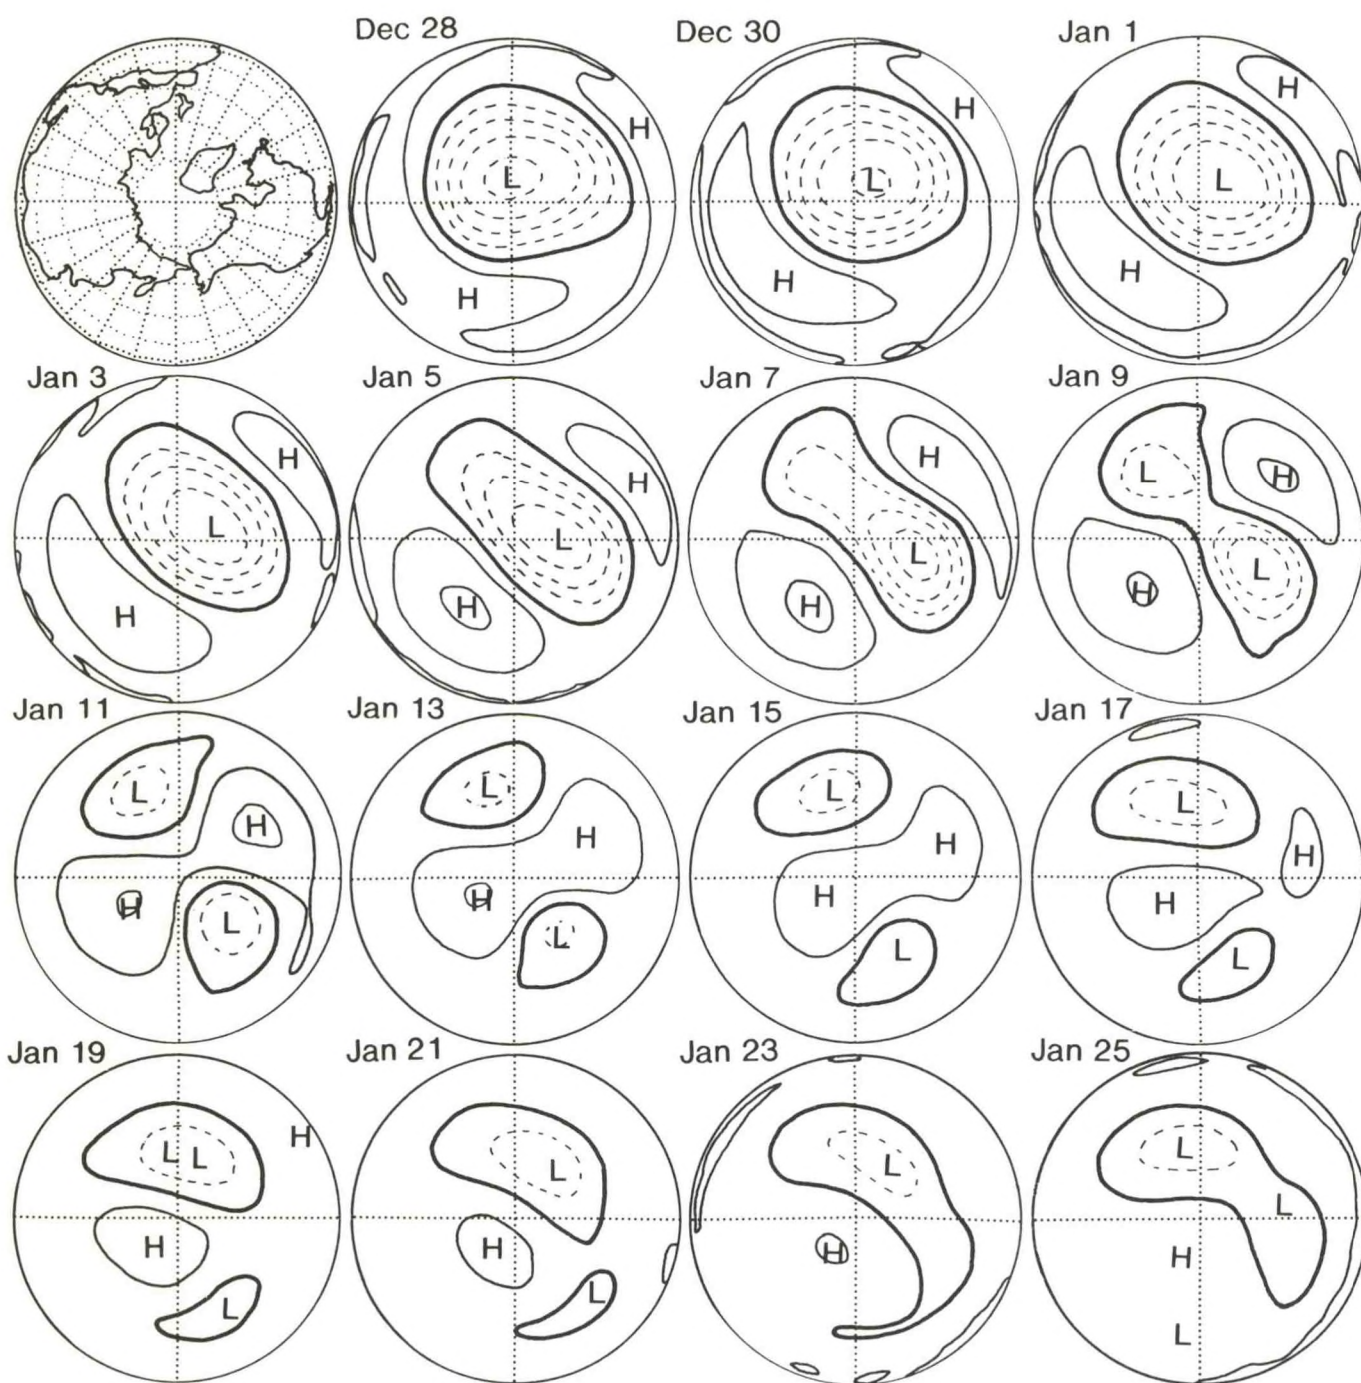 Dec 28 Dec 30 Jan 1
H H H
L L L
H H H
Jan 3 Jan 5 Jan 7 Jan 9
H H H L H
L L L L
H H H H
Jan 11 Jan 13 Jan 15 Jan 17
L L L L
H H H H
H H H H
L L L L
Jan 19 Jan 21 Jan 23 Jan 25
L L H L L L
L
H H H H
L L L